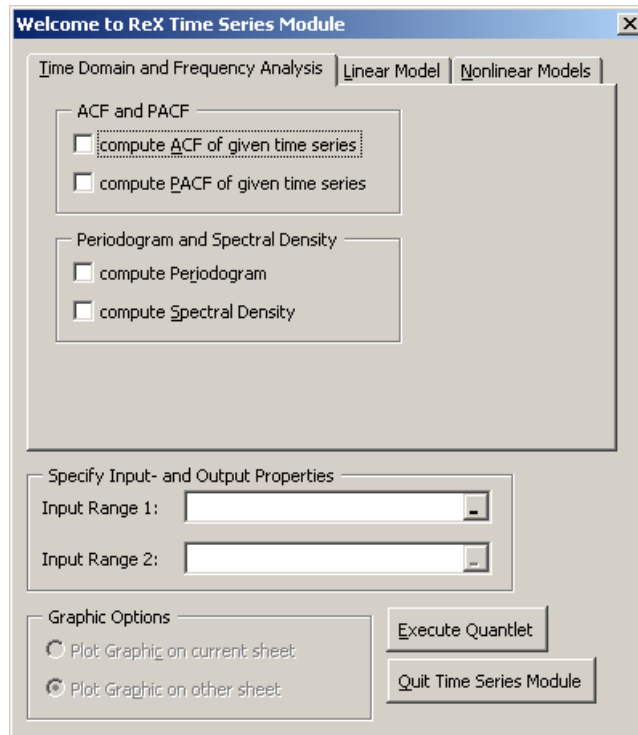 Welcome to ReX Time Series Module
Time Domain and Frequency Analysis
Linear Model
Nonlinear Models
ACF and PACF
compute ACF of given time series
compute PACF of given time series
Periodogram and Spectral Density
compute Periodogram
compute Spectral Density
Specify Input- and Output Properties
Input Range 1:
Input Range 2:
Graphic Options
Plot Graphic on current sheet
Plot Graphic on other sheet
Execute Quantlet
Quit Time Series Module